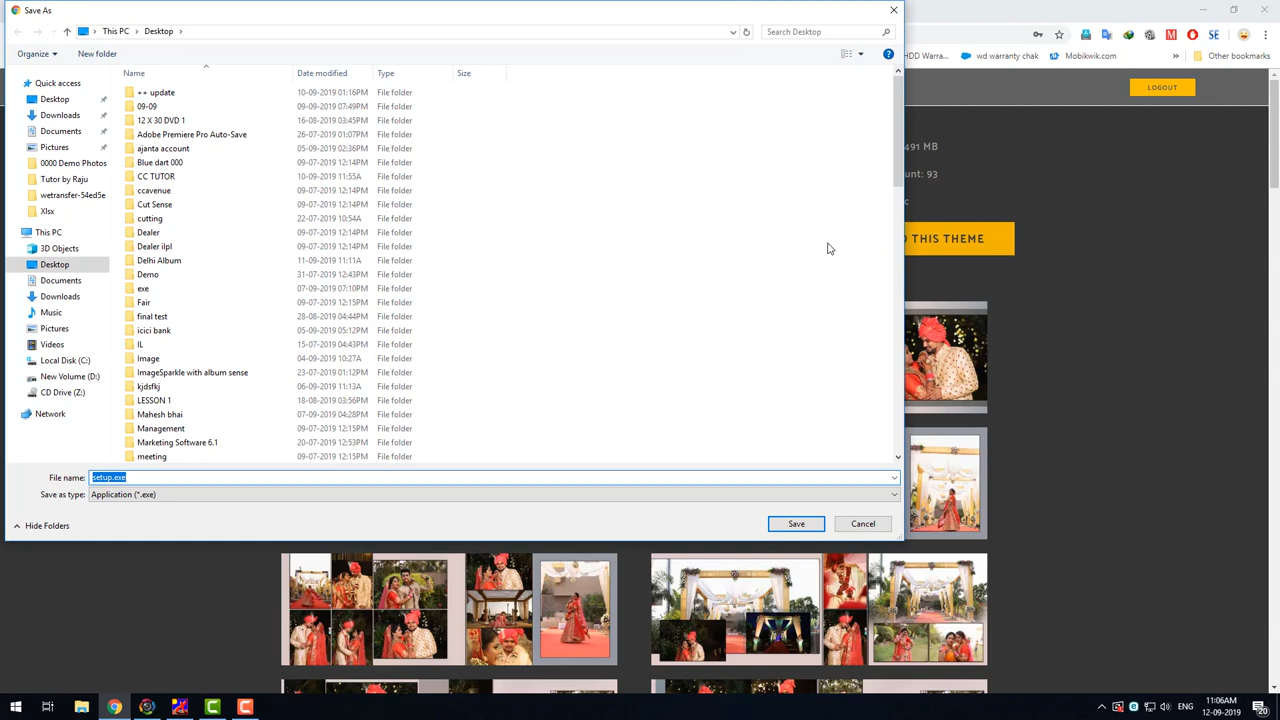 Save As
This PC Desktop Search Desktop
Organize New folder
HDD Warra... wd warranty chak Mobikwik.com » Other bookmarks
LOGOUT
491 MB
unt: 93
THIS THEME
Quick access
Desktop
Downloads
Documents
Pictures
0000 Demo Photos
Tutor by Raju
wetransfer-54ed5e
Xlsx
This PC
3D Objects
Desktop
Documents
Downloads
Music
Pictures
Videos
Local Disk (C:)
New Volume (D:)
CD Drive (Z:)
Network
Name Date modified Type Size
++ update 10-09-2019 01:16PM File folder
09-09 09-09-2019 07:49PM File folder
12 X 30 DVD 1 16-08-2019 03:45PM File folder
Adobe Premiere Pro Auto-Save 26-07-2019 01:07PM File folder
ajanta account 05-09-2019 02:36PM File folder
Blue dart 000 09-07-2019 12:14PM File folder
CC TUTOR 10-09-2019 11:55A File folder
ccavenue 09-07-2019 12:14PM File folder
Cut Sense 09-07-2019 12:14PM File folder
cutting 22-07-2019 10:54A File folder
Dealer 09-07-2019 12:14PM File folder
Dealer ilpl 09-07-2019 12:14PM File folder
Delhi Album 11-09-2019 11:11A File folder
Demo 31-07-2019 12:43PM File folder
exe 07-09-2019 07:10PM File folder
Fair 09-07-2019 12:15PM File folder
final test 28-08-2019 04:44PM File folder
icici bank 05-09-2019 05:12PM File folder
IL 15-07-2019 04:43PM File folder
Image 04-09-2019 10:27A File folder
ImageSparkle with album sense 23-07-2019 01:12PM File folder
kjdsfkj 06-09-2019 11:13A File folder
LESSON 1 18-08-2019 03:56PM File folder
Mahesh bhai 07-09-2019 04:28PM File folder
Management 09-07-2019 12:15PM File folder
Marketing Software 6.1 20-07-2019 12:53PM File folder
meeting 09-07-2019 12:15PM File folder
File name: setup.exe
Save as type: Application (*.exe)
Hide Folders Save Cancel
ENG 11:06AM
12-09-2019
20